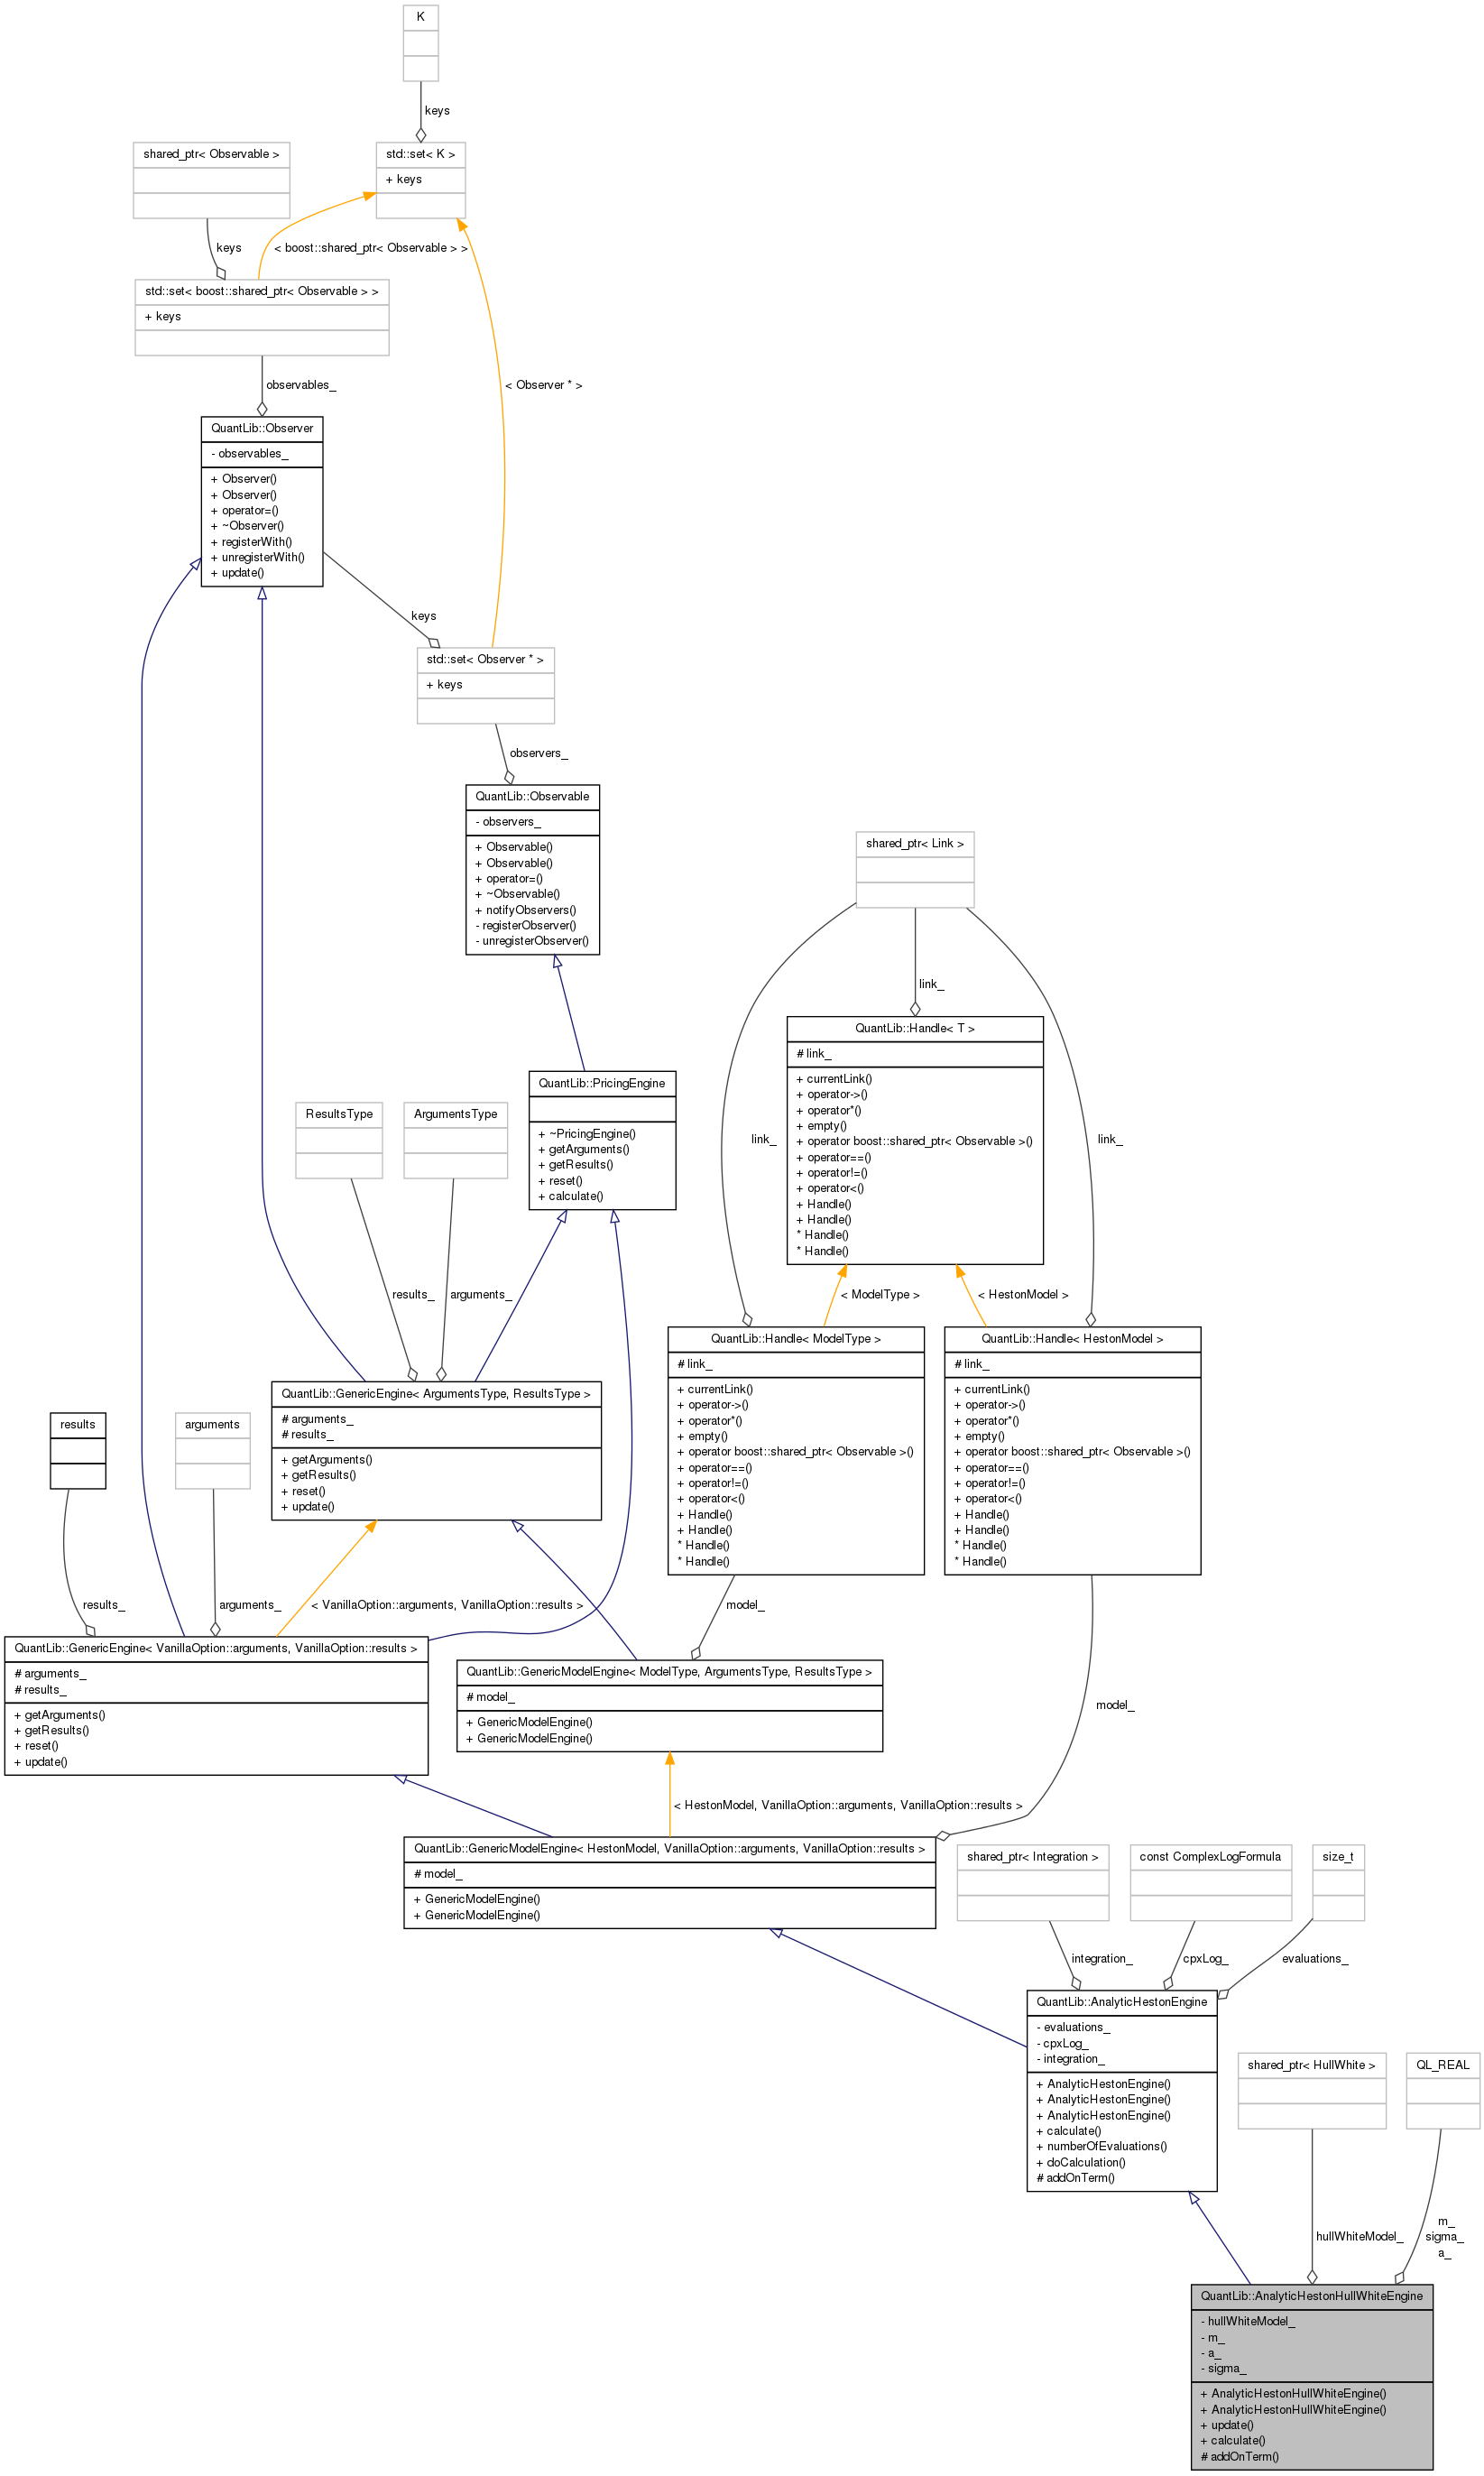 K
keys
shared_ptr< Observable >
std::set< K >
+ keys
keys
< boost::shared_ptr< Observable > >
std::set< boost::shared_ptr< Observable > >
+ keys
observables_
< Observer * >
QuantLib::Observer
- observables_
+ Observer()
+ Observer()
+ operator=()
+ ~Observer()
+ registerWith()
+ unregisterWith()
+ update()
keys
std::set< Observer * >
+ keys
observers_
QuantLib::Observable
- observers_
+ Observable()
+ Observable()
+ operator=()
+ ~Observable()
+ notifyObservers()
- registerObserver()
- unregisterObserver()
shared_ptr< Link >
link_
link_
link_
QuantLib::Handle< T >
# link_
+ currentLink()
+ operator->()
+ operator*()
+ empty()
+ operator boost::shared_ptr< Observable >()
+ operator==()
+ operator!=()
+ operator<()
+ Handle()
+ Handle()
* Handle()
* Handle()
QuantLib::PricingEngine
+ ~PricingEngine()
+ getArguments()
+ getResults()
+ reset()
+ calculate()
ResultsType
ArgumentsType
results_
arguments_
< ModelType >
< HestonModel >
QuantLib::Handle< ModelType >
# link_
+ currentLink()
+ operator->()
+ operator*()
+ empty()
+ operator boost::shared_ptr< Observable >()
+ operator==()
+ operator!=()
+ operator<()
+ Handle()
+ Handle()
* Handle()
* Handle()
QuantLib::Handle< HestonModel >
# link_
+ currentLink()
+ operator->()
+ operator*()
+ empty()
+ operator boost::shared_ptr< Observable >()
+ operator==()
+ operator!=()
+ operator<()
+ Handle()
+ Handle()
* Handle()
* Handle()
QuantLib::GenericEngine< ArgumentsType, ResultsType >
# arguments_
# results_
+ getArguments()
+ getResults()
+ reset()
+ update()
results
arguments
results_
arguments_
< VanillaOption::arguments, VanillaOption::results >
model_
QuantLib::GenericEngine< VanillaOption::arguments, VanillaOption::results >
# arguments_
# results_
+ getArguments()
+ getResults()
+ reset()
+ update()
QuantLib::GenericModelEngine< ModelType, ArgumentsType, ResultsType >
# model_
+ GenericModelEngine()
+ GenericModelEngine()
model_
< HestonModel, VanillaOption::arguments, VanillaOption::results >
QuantLib::GenericModelEngine< HestonModel, VanillaOption::arguments, VanillaOption::results >
# model_
+ GenericModelEngine()
+ GenericModelEngine()
shared_ptr< Integration >
const ComplexLogFormula
size_t
integration_
cpxLog_
evaluations_
QuantLib::AnalyticHestonEngine
- evaluations_
- cpxLog_
- integration_
+ AnalyticHestonEngine()
+ AnalyticHestonEngine()
+ AnalyticHestonEngine()
+ calculate()
+ numberOfEvaluations()
+ doCalculation()
# addOnTerm()
shared_ptr< HullWhite >
QL_REAL
hullWhiteModel_
m_
sigma_
a_
QuantLib::AnalyticHestonHullWhiteEngine
- hullWhiteModel_
- m_
- a_
- sigma_
+ AnalyticHestonHullWhiteEngine()
+ AnalyticHestonHullWhiteEngine()
+ update()
+ calculate()
# addOnTerm()